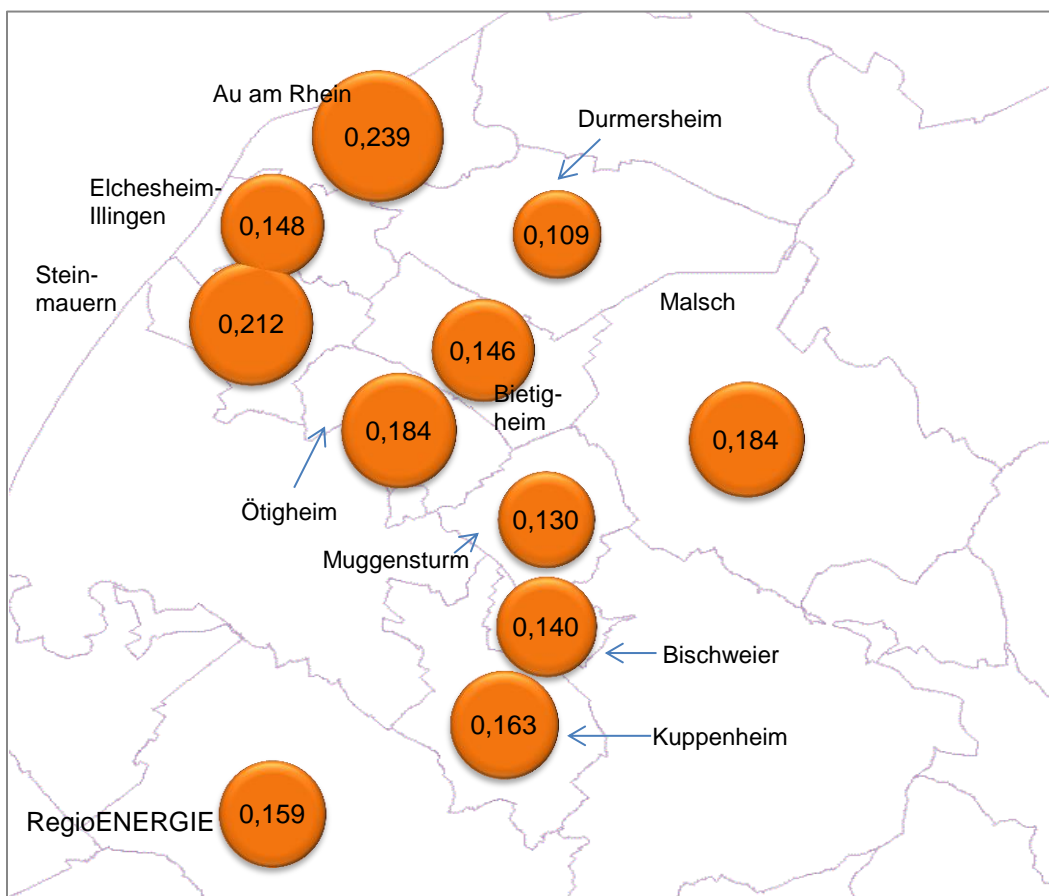 Au am Rhein
0,239
Durmersheim
Elchesheim-
Illingen
0,148
0,109
Stein-
mauern
0,212
Malsch
0,146
Bietig-
heim
0,184
0,184
Ötigheim
0,130
Muggensturm
0,140
Bischweier
0,163
Kuppenheim
RegioENERGIE
0,159